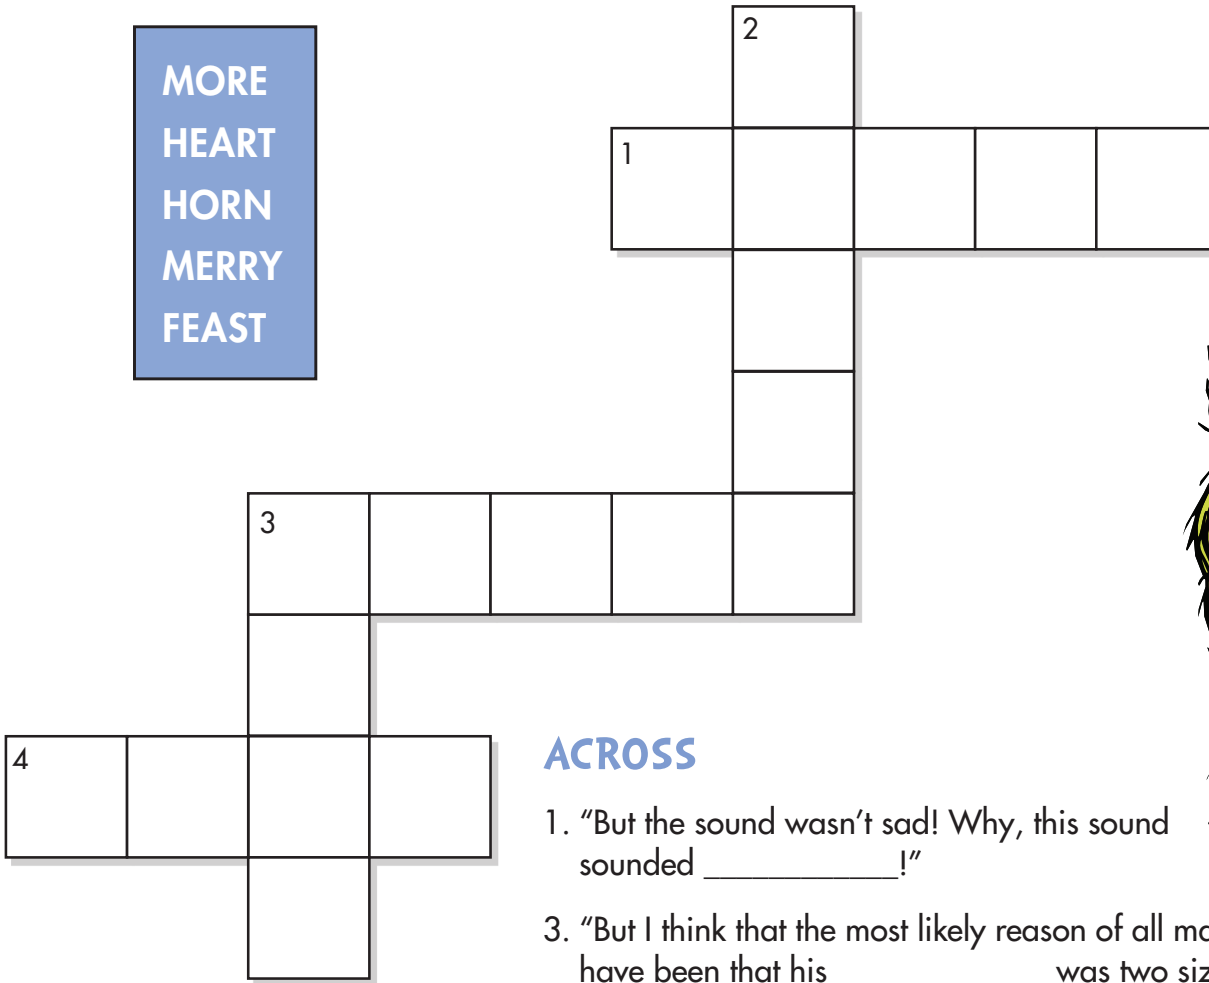 MORE
HEART
HORN
MERRY
FEAST
2
1
3
4
ACROSS
1. “But the sound wasn’t sad! Why, this sound
sounded ____________!”
3. “But I think that the most likely reason of all
have been that his was two